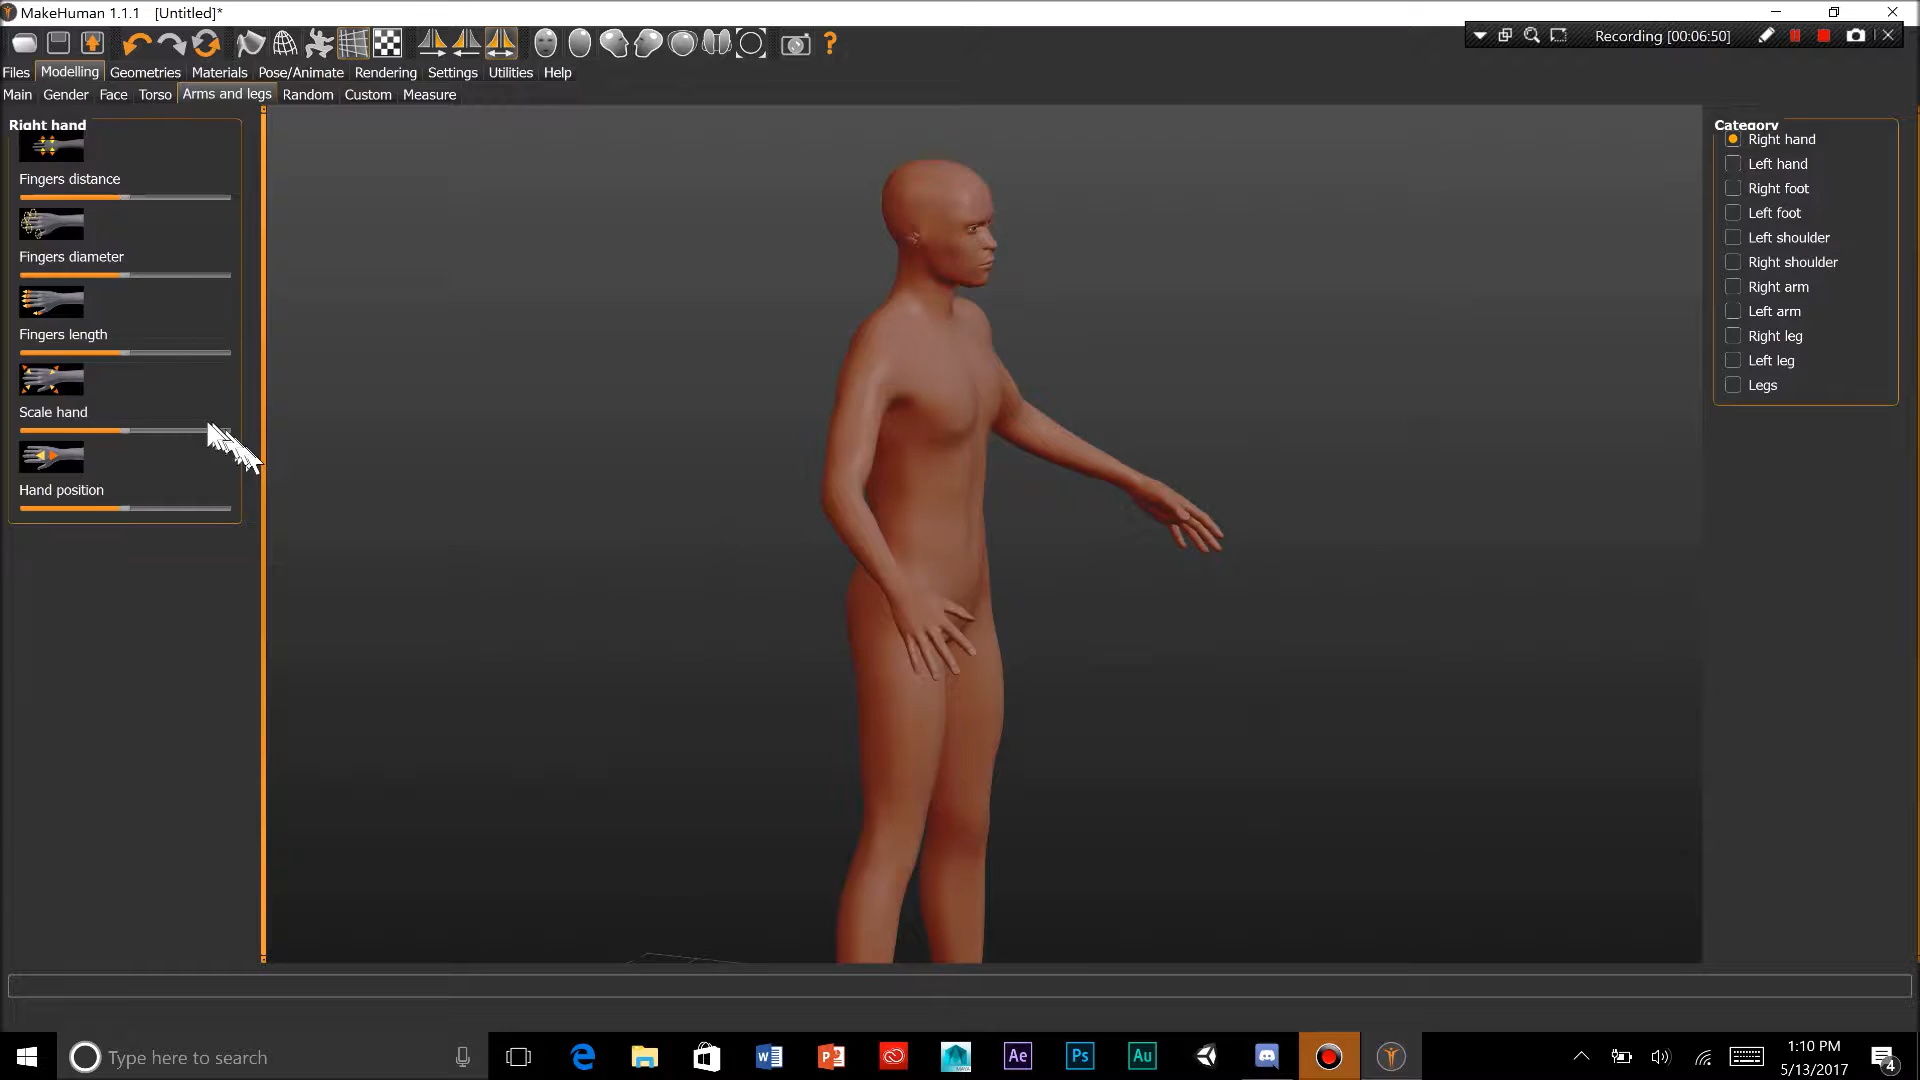 MakeHuman 1.1.1 [Untitled]*
Recording [00:06:50]
Files Modelling Geometries Materials Pose/Animate Rendering Settings Utilities Help
Main Gender Face Torso Arms and legs Random Custom Measure
Right hand
Fingers distance
Fingers diameter
Fingers length
Scale hand
Hand position
Category
Right hand
Left hand
Right foot
Left foot
Left shoulder
Right shoulder
Right arm
Left arm
Right leg
Left leg
Legs
Type here to search
W
P
MAYA
Ae
Ps
Au
1:10 PM
5/13/2017
4